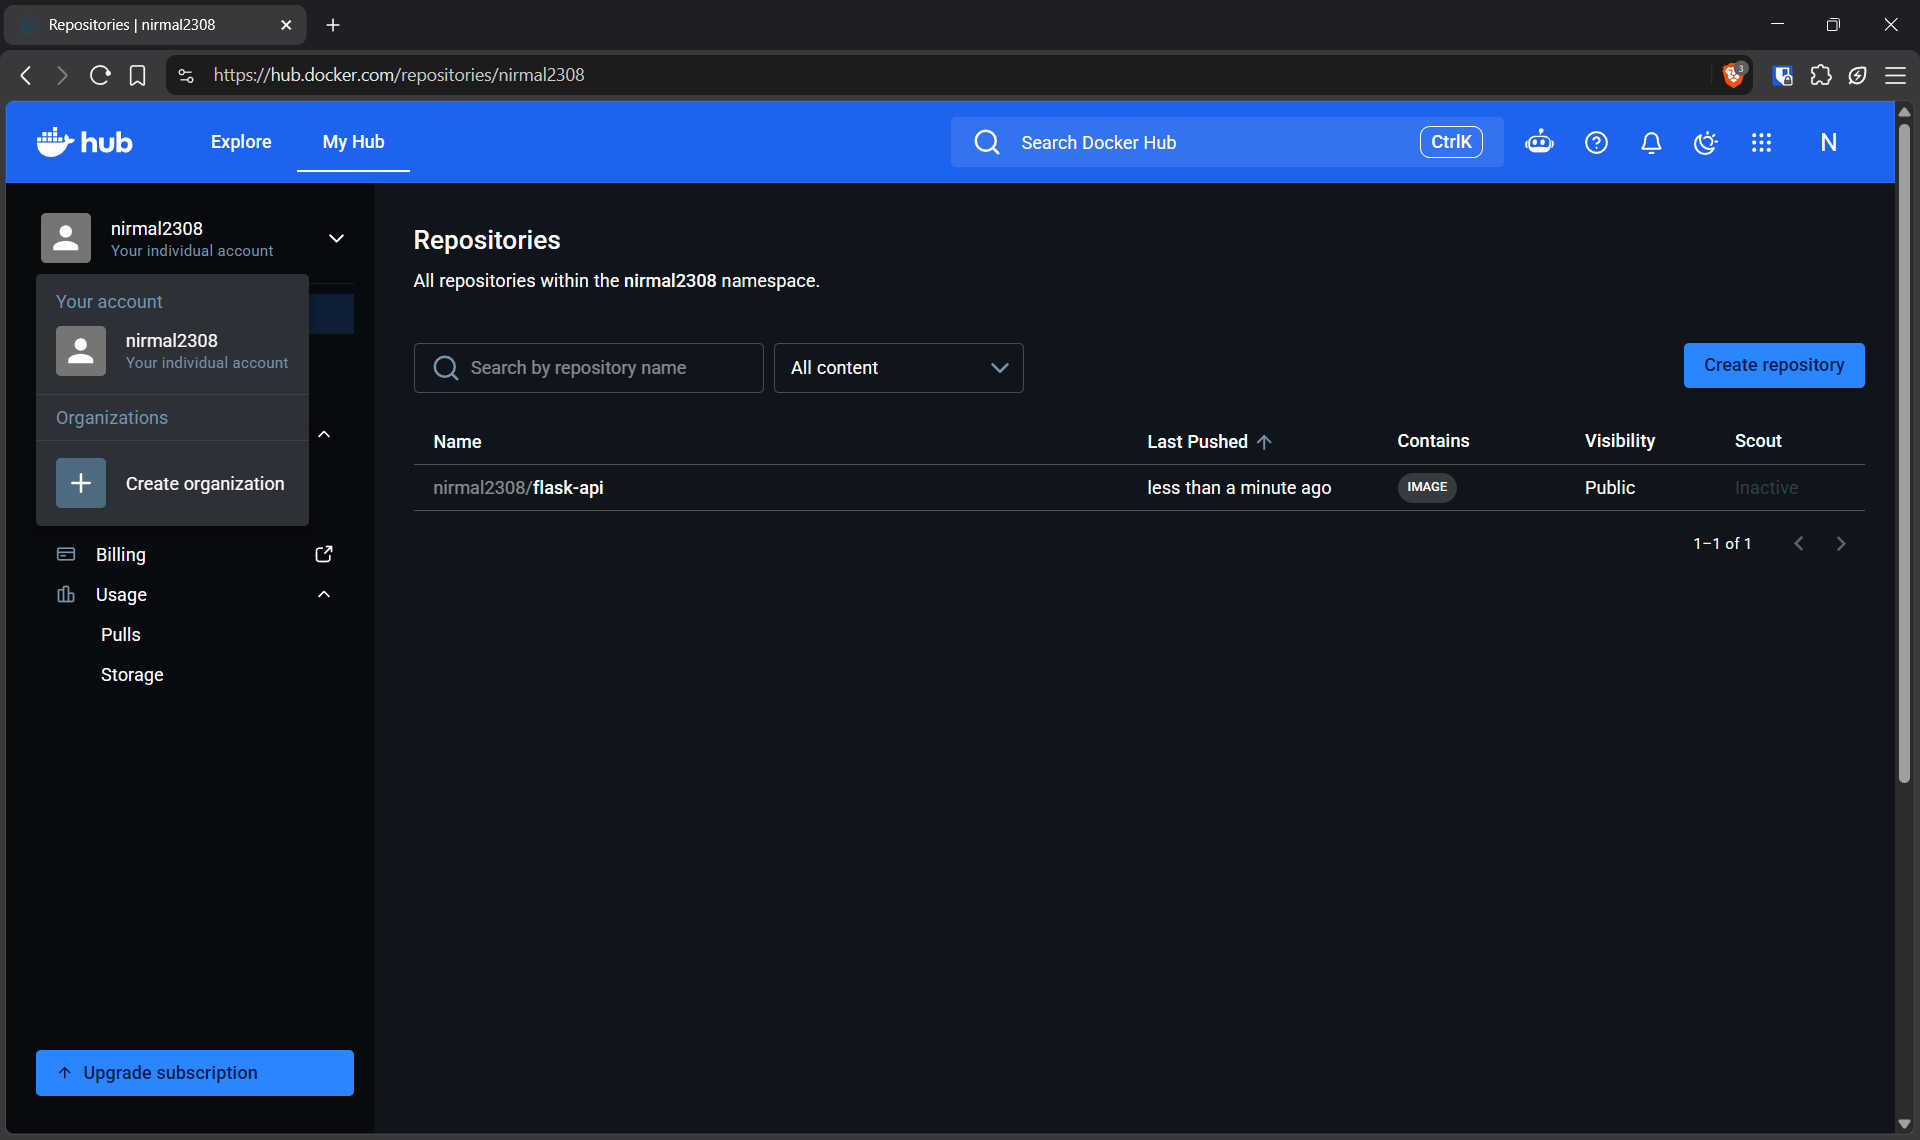 Repositories | nirmal2308
https://hub.docker.com/repositories/nirmal2308
3
hub
Explore
My Hub
Search Docker Hub
CtrlK
N
nirmal2308
Your individual account
Your account
nirmal2308
Your individual account
Organizations
Create organization
Billing
Usage
Pulls
Storage
Upgrade subscription
Repositories
All repositories within the nirmal2308 namespace.
Search by repository name
All content
Create repository
Name
Last Pushed
Contains
Visibility
Scout
nirmal2308/flask-api
less than a minute ago
IMAGE
Public
Inactive
1–1 of 1